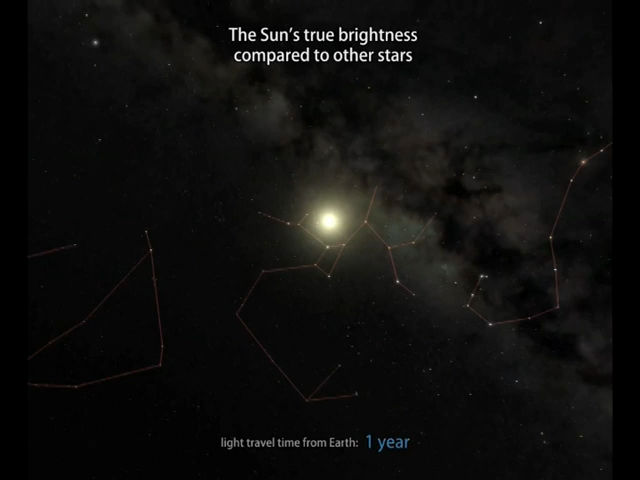 The Sun's true brightness
compared to other stars
light travel time from Earth: 1 year